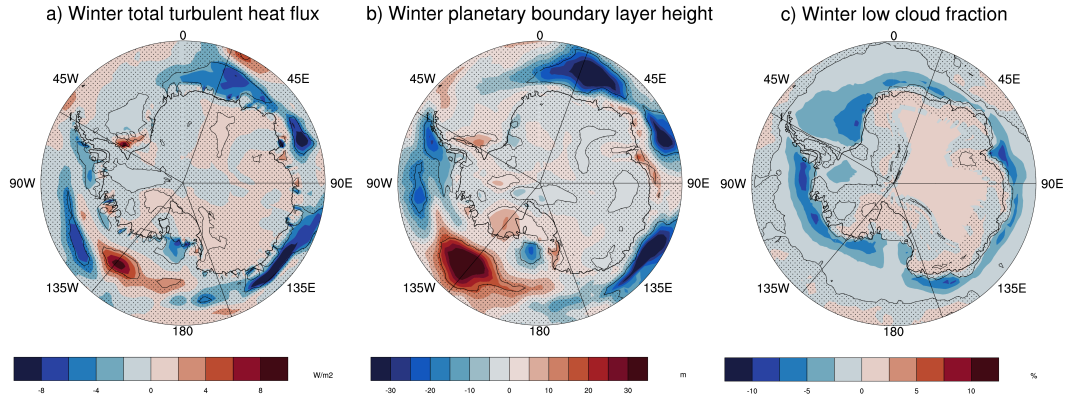 a) Winter total turbulent heat flux
0
45W
45E
90W
90E
135W
135E
180
-8
-4
0
4
8
W/m2
b) Winter planetary boundary layer height
0
45W
45E
90W
90E
135W
135E
180
-30
-20
-10
0
10
20
30
m
c) Winter low cloud fraction
0
45W
45E
90W
90E
135W
135E
180
-10
-5
0
5
10
%